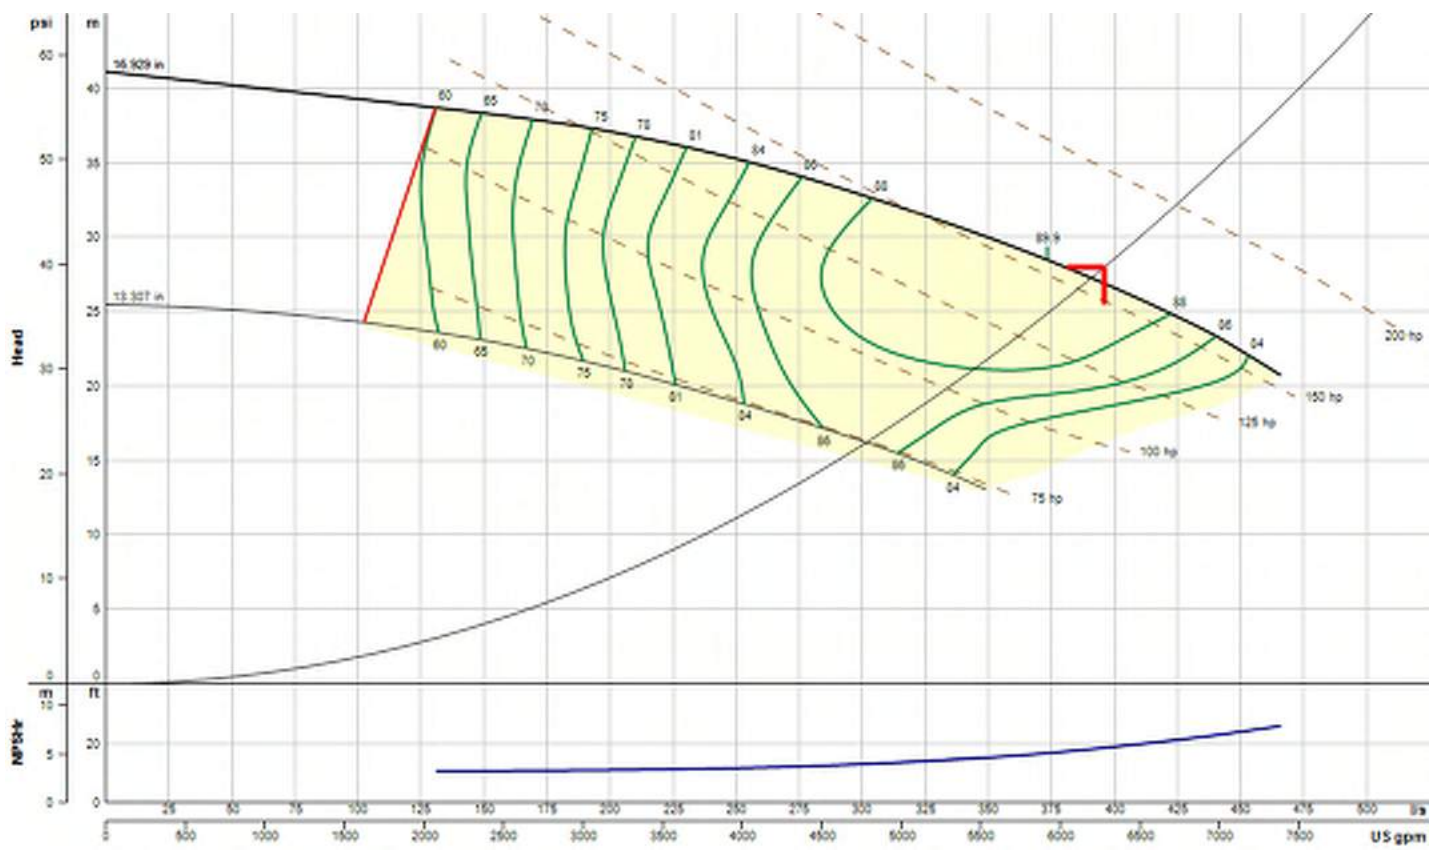 psi m
60
16.929 in
40
60 65 70 75 78 81 84 86 88
50
35
30
89.9
40
13.307 in
25
88 86 84
Head
200 hp
60 65 70 75 78 81 84 86 86 84
30
20
150 hp
125 hp
100 hp
15
20
75 hp
10
10
5
0 0
m ft
10
20
NPSHr
5
0 0
25 50 75 100 125 150 175 200 225 250 275 300 325 350 375 400 425 450 475 500 l/s
0 500 1000 1500 2000 2500 3000 3500 4000 4500 5000 5500 6000 6500 7000 7500 US gpm